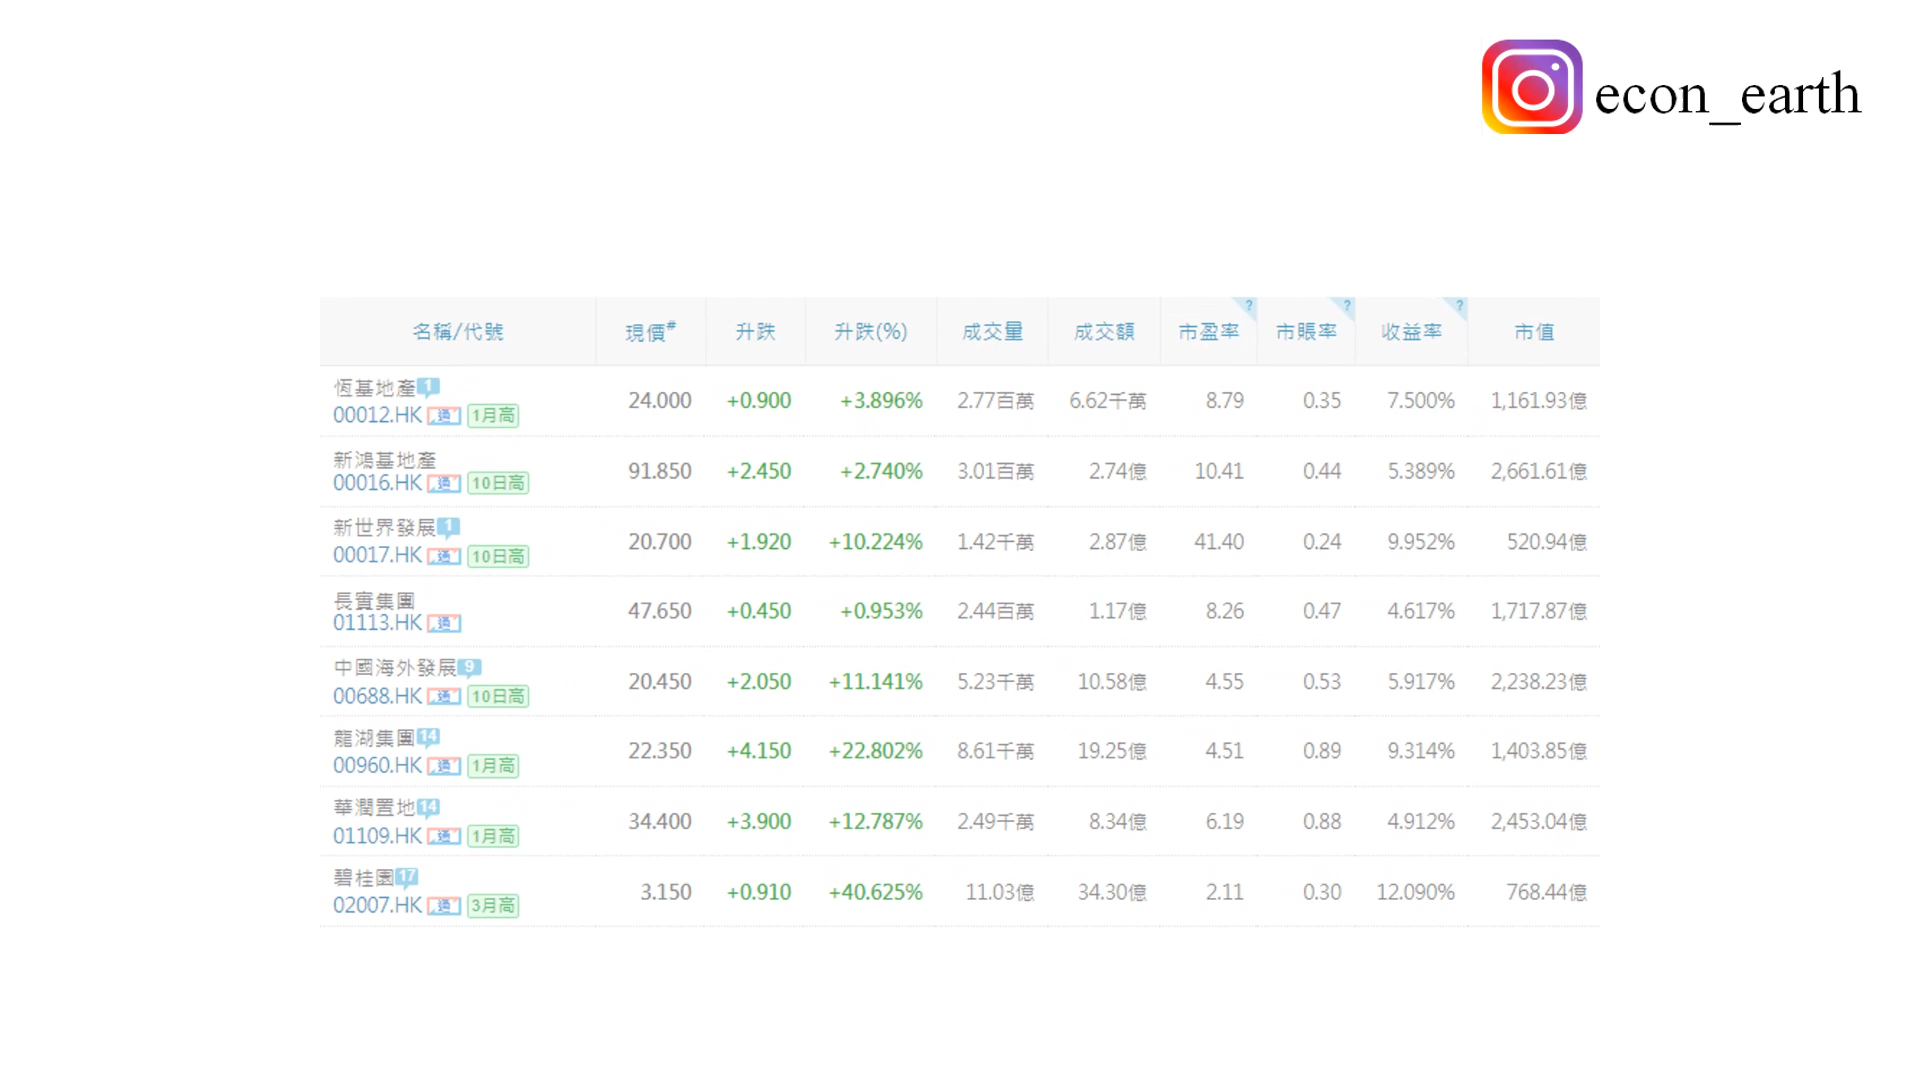 econ_earth
名稱/代號 現價# 升跌 升跌(%) 成交量 成交額 市盈率 ? 市賬率 ? 收益率 ? 市值
恆基地產 1
00012.HK 通 1月高 24.000 +0.900 +3.896% 2.77百萬 6.62千萬 8.79 0.35 7.500% 1,161.93億
新鴻基地產
00016.HK 通 10日高 91.850 +2.450 +2.740% 3.01百萬 2.74億 10.41 0.44 5.389% 2,661.61億
新世界發展 1
00017.HK 通 10日高 20.700 +1.920 +10.224% 1.42千萬 2.87億 41.40 0.24 9.952% 520.94億
長實集團
01113.HK 通 47.650 +0.450 +0.953% 2.44百萬 1.17億 8.26 0.47 4.617% 1,717.87億
中國海外發展 9
00688.HK 通 10日高 20.450 +2.050 +11.141% 5.23千萬 10.58億 4.55 0.53 5.917% 2,238.23億
龍湖集團 14
00960.HK 通 1月高 22.350 +4.150 +22.802% 8.61千萬 19.25億 4.51 0.89 9.314% 1,403.85億
華潤置地 14
01109.HK 通 1月高 34.400 +3.900 +12.787% 2.49千萬 8.34億 6.19 0.88 4.912% 2,453.04億
碧桂園 17
02007.HK 通 3月高 3.150 +0.910 +40.625% 11.03億 34.30億 2.11 0.30 12.090% 768.44億